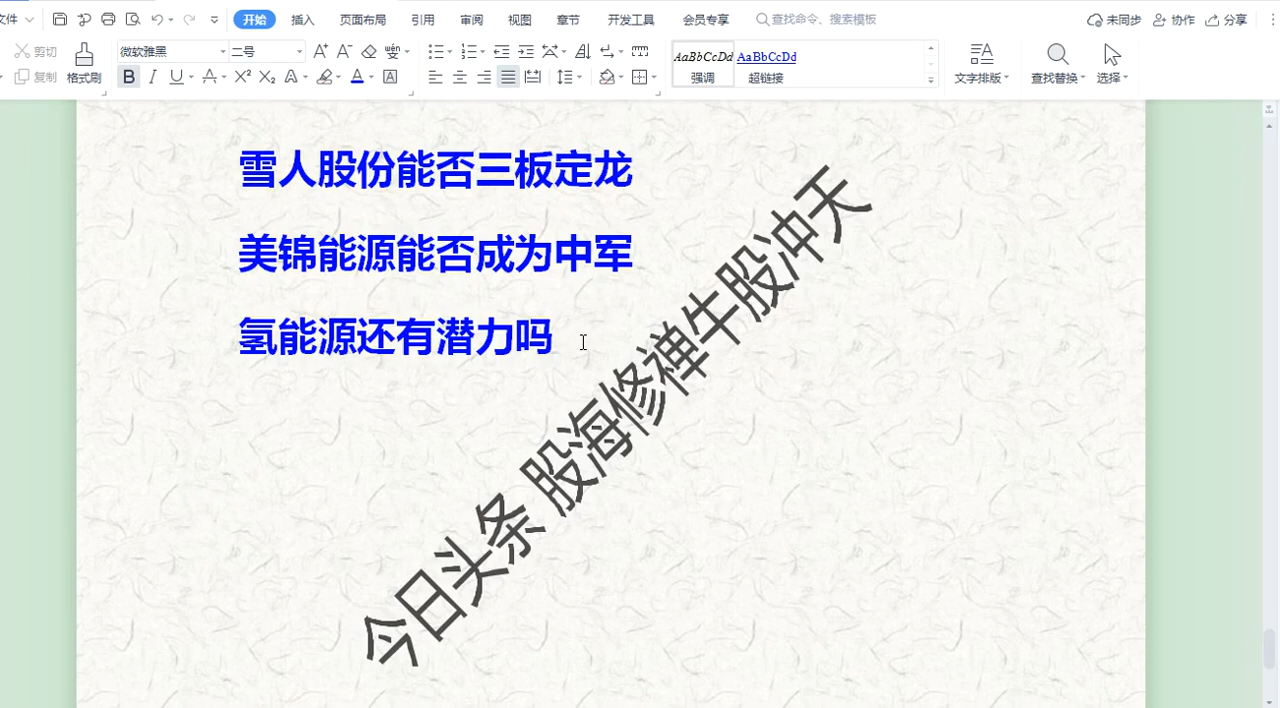 文件
开始
插入
页面布局
引用
审阅
视图
章节
开发工具
会员专享
查找命令、搜索模板
未同步
协作
分享
剪切
复制
格式刷
微软雅黑
二号
AaBbCcDd
强调
AaBbCcDd
超链接
文字排版
查找替换
选择
雪人股份能否三板定龙
美锦能源能否成为中军
氢能源还有潜力吗
今日头条 股海修禅牛股冲天